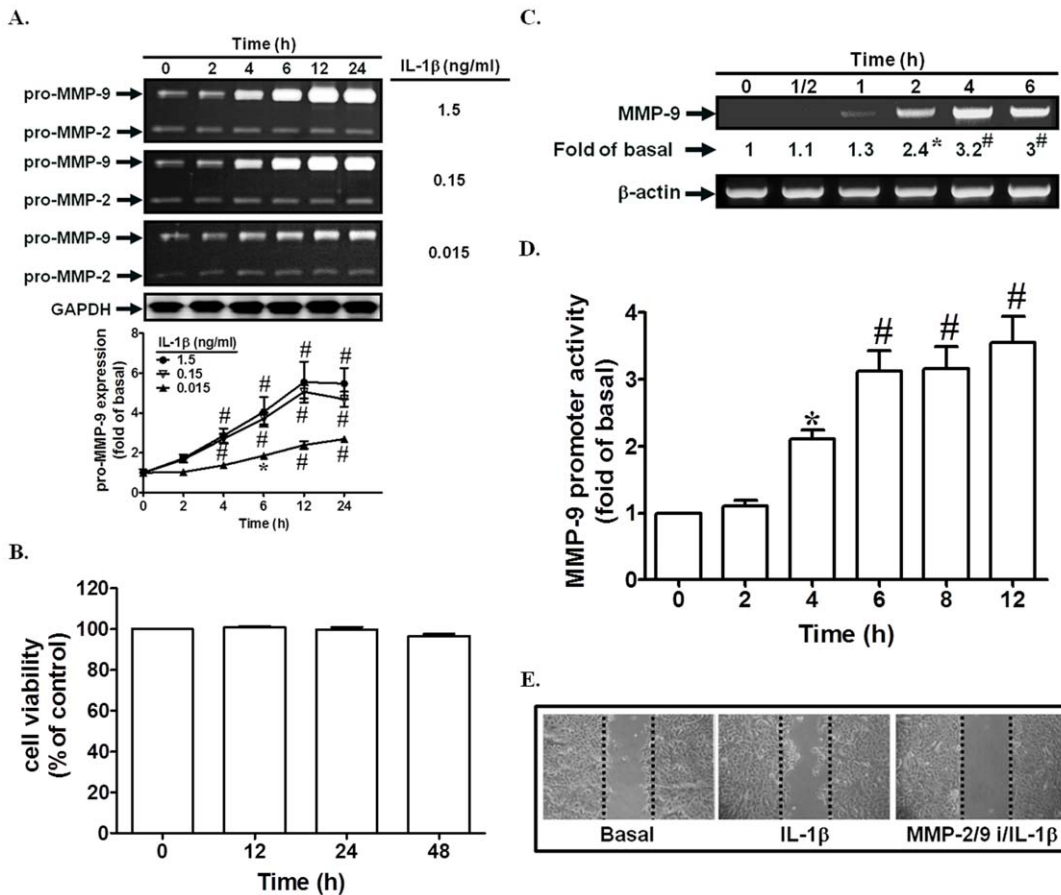 A.
Time (h)
0 2 4 6 12 24 IL-1β (ng/ml)
pro-MMP-9
1.5
pro-MMP-2
pro-MMP-9
0.15
pro-MMP-2
pro-MMP-9
0.015
pro-MMP-2
GAPDH
pro-MMP-9 expression
(fold of basal)
8
6
4
2
0
IL-1β (ng/ml)
1.5
0.15
0.015
# # # #
# # # #
* # #
0 2 4 6 12 24
Time (h)
B.
cell viability
(% of control)
120
100
80
60
40
20
0
0 12 24 48
Time (h)
C.
Time (h)
0 1/2 1 2 4 6
MMP-9
Fold of basal 1 1.1 1.3 2.4* 3.2# 3#
β-actin
D.
MMP-9 promoter activity
(fold of basal)
4
3
2
1
0
* # # #
0 2 4 6 8 12
Time (h)
E.
Basal IL-1β MMP-2/9 i/IL-1β